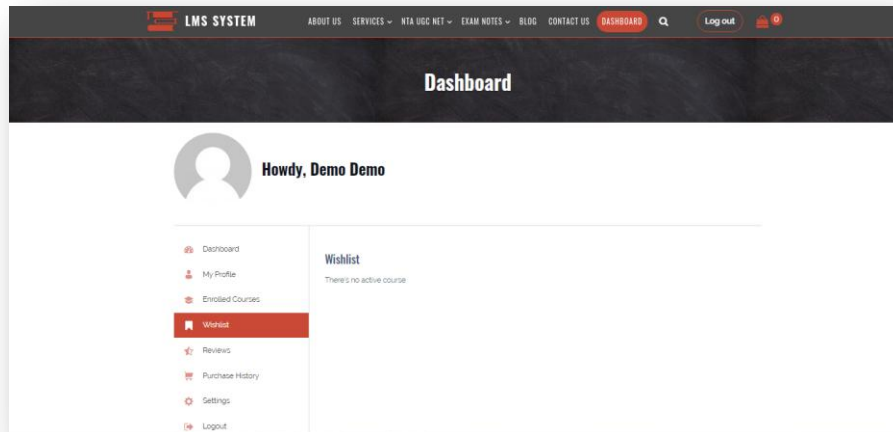 LMS SYSTEM
ABOUT US SERVICES NTA UGC NET EXAM NOTES BLOG CONTACT US DASHBOARD Log out 0
Dashboard
Howdy, Demo Demo
Dashboard
My Profile
Enrolled Courses
Wishlist
Reviews
Purchase History
Settings
Logout
Wishlist
There's no active course